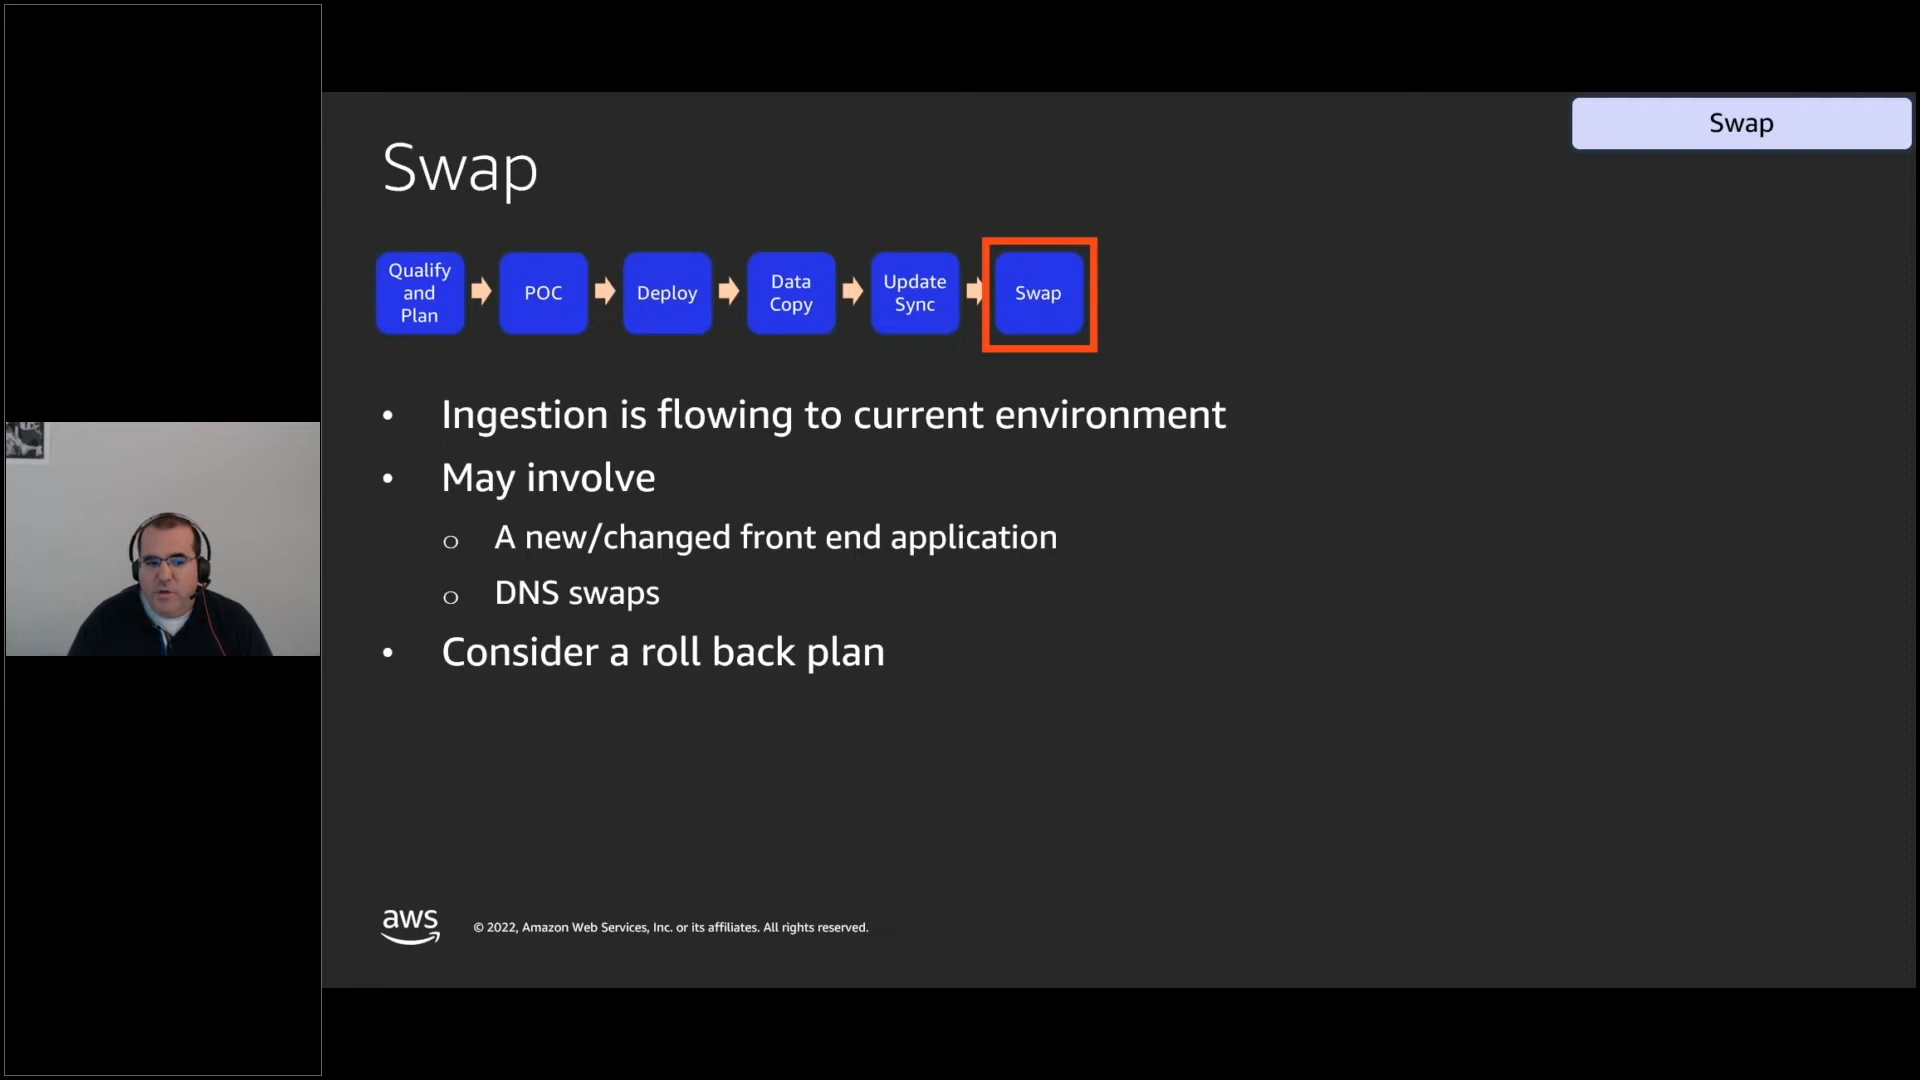 Swap
Swap
Qualify
and
Plan
POC
Deploy
Data
Copy
Update
Sync
Swap
• Ingestion is flowing to current environment
• May involve
o A new/changed front end application
o DNS swaps
• Consider a roll back plan
aws
© 2022, Amazon Web Services, Inc. or its affiliates. All rights reserved.